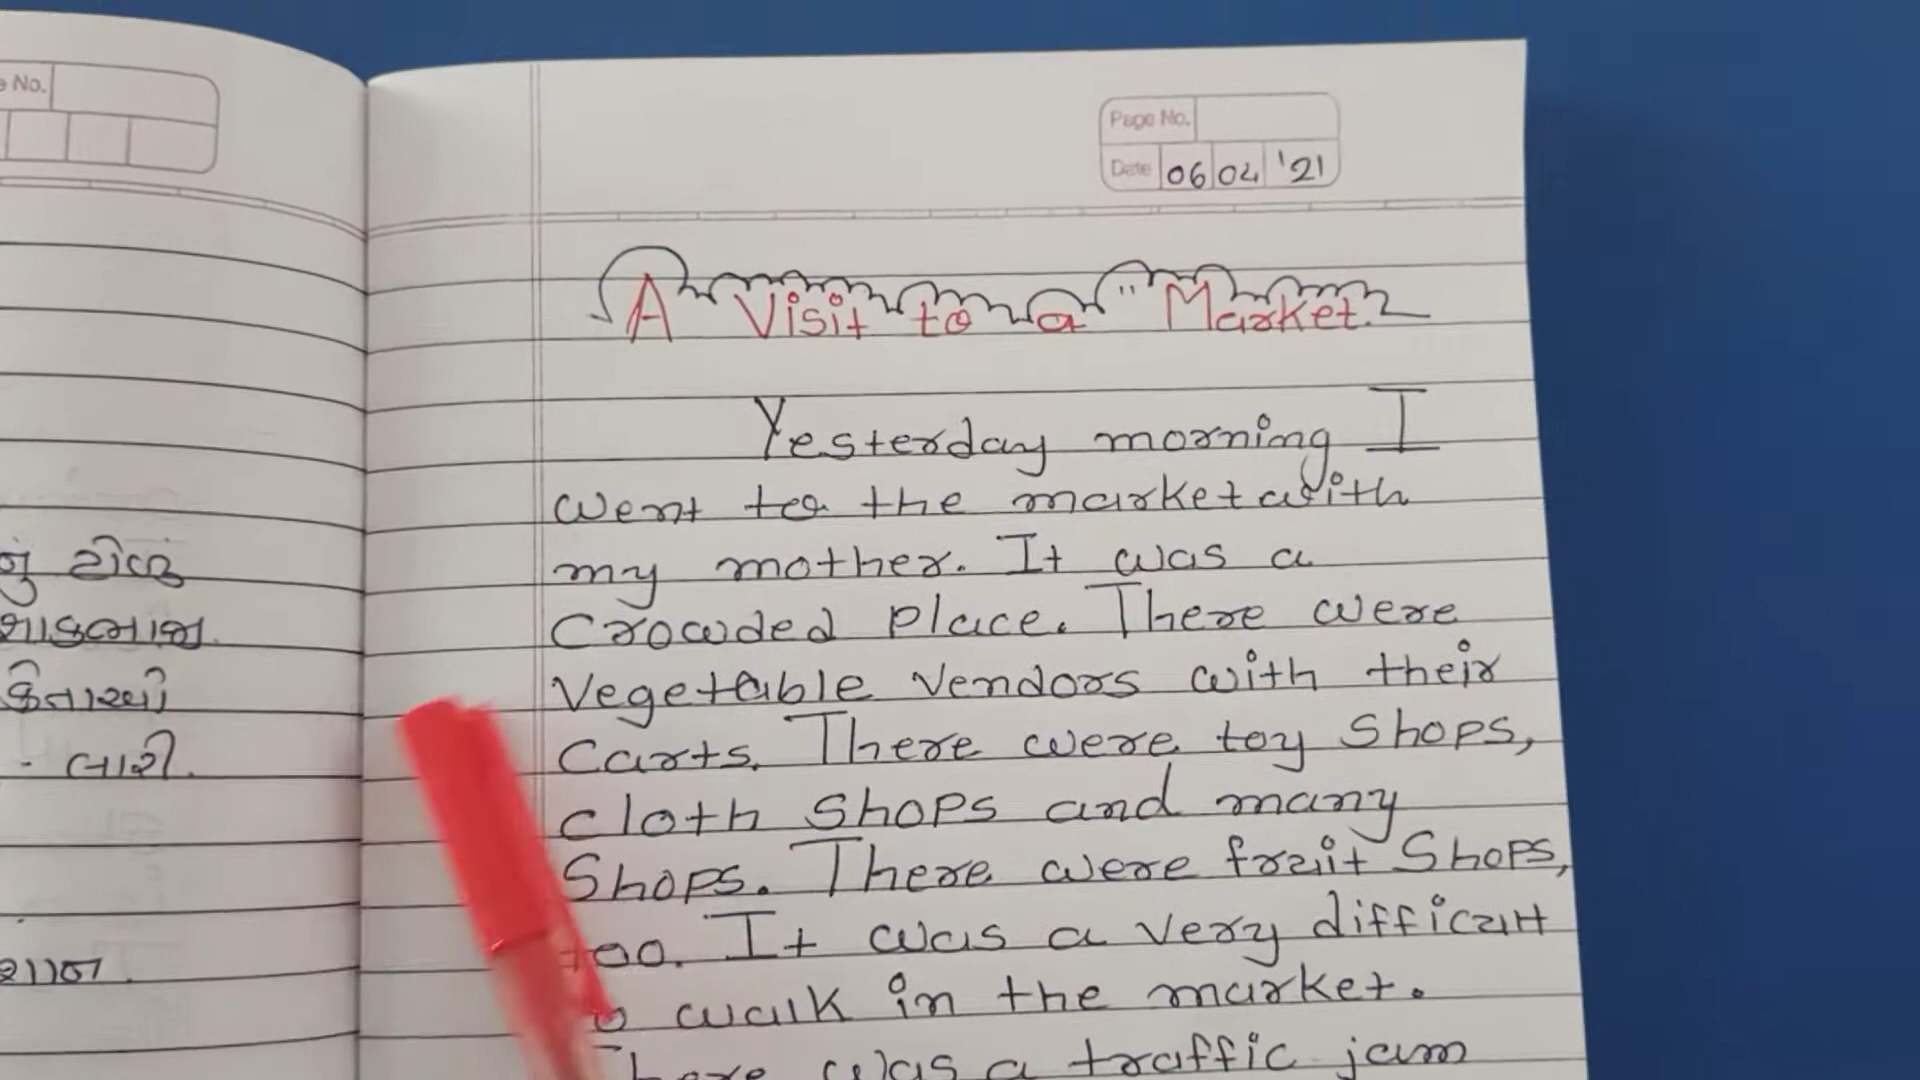 No.
Page No.
Date 06 04 '21
A Visit to a "Market.
Yesterday morning I
went to the market with
my mother. It was a
Crowded place. There were
Vegetable Vendors with their
Carts. There were toy Shops,
cloth Shops and many
Shops. There were fruit Shops,
too. It was a very difficult
walk in the market.
was a traffic jam